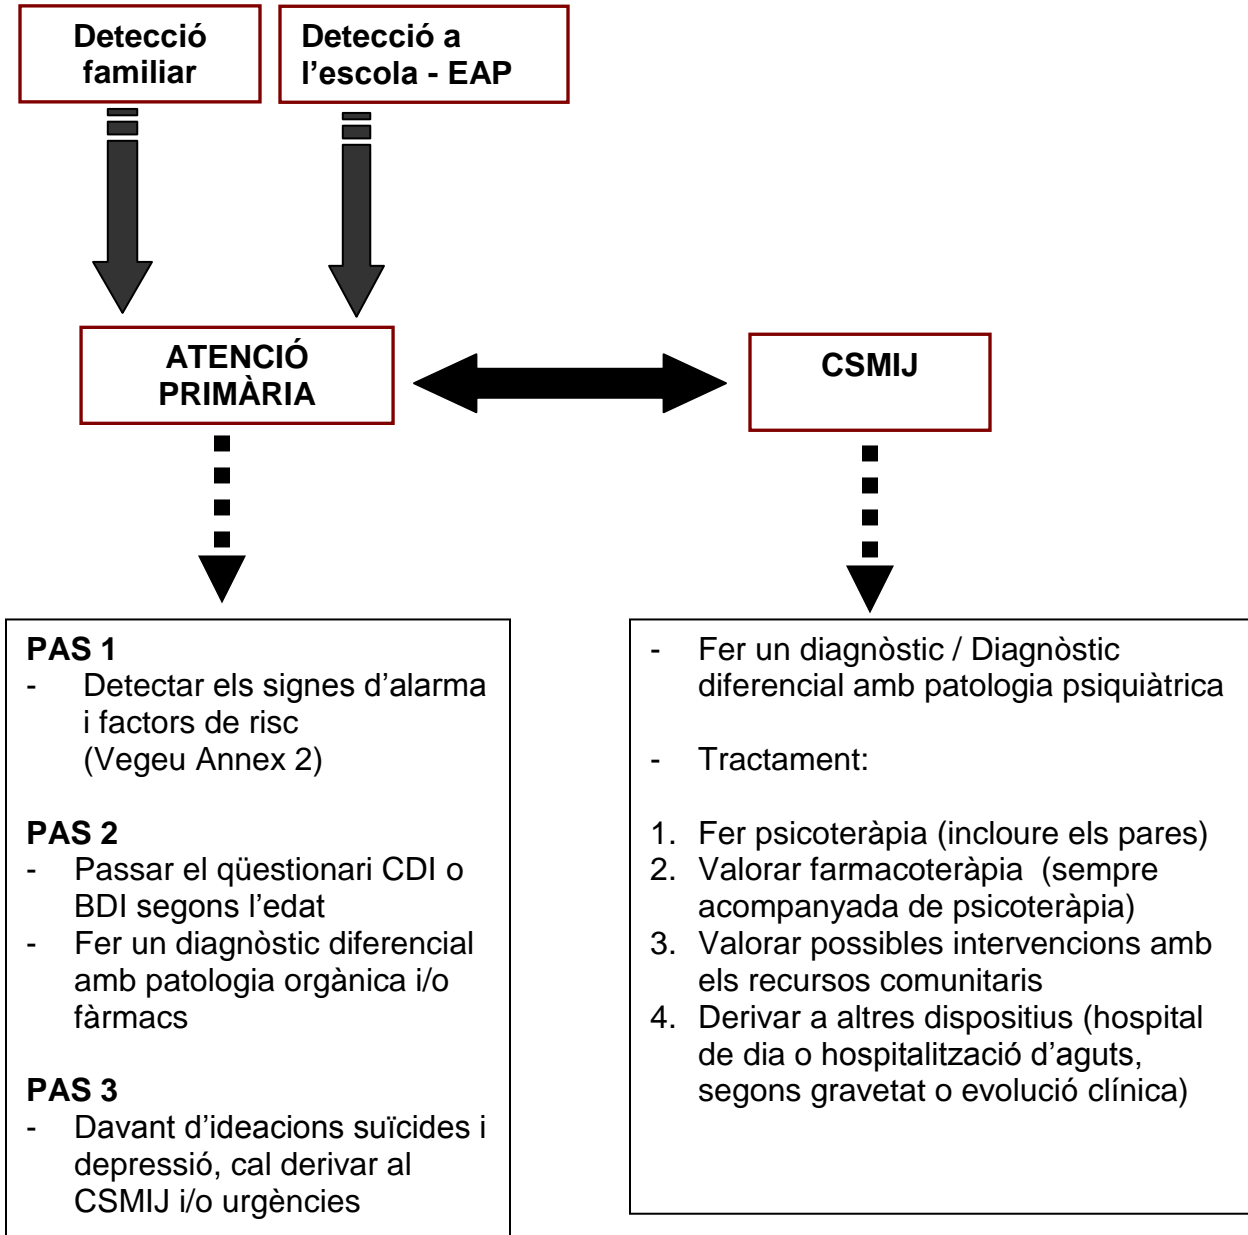 Detecció
familiar
Detecció a
l’escola - EAP
ATENCIÓ
PRIMÀRIA
CSMIJ
PAS 1
- Detectar els signes d’alarma
i factors de risc
(Vegeu Annex 2)
PAS 2
- Passar el qüestionari CDI o
BDI segons l’edat
- Fer un diagnòstic diferencial
amb patologia orgànica i/o
fàrmacs
PAS 3
- Davant d’ideacions suïcides i
depressió, cal derivar al
CSMIJ i/o urgències
- Fer un diagnòstic / Diagnòstic
diferencial amb patologia psiquiàtrica
- Tractament:
1. Fer psicoteràpia (incloure els pares)
2. Valorar farmacoteràpia (sempre
acompanyada de psicoteràpia)
3. Valorar possibles intervencions amb
els recursos comunitaris
4. Derivar a altres dispositius (hospital
de dia o hospitalització d’aguts,
segons gravetat o evolució clínica)